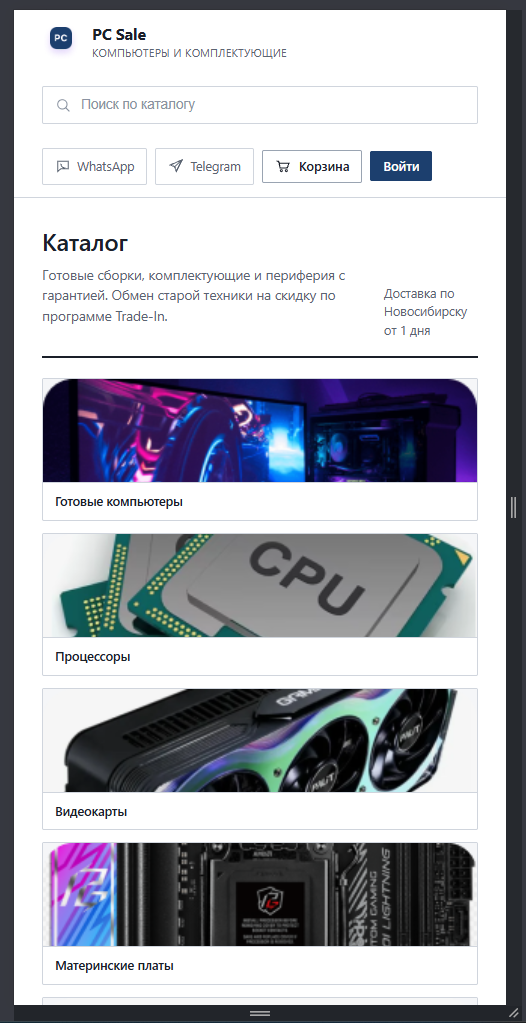 PC
PC Sale
КОМПЬЮТЕРЫ И КОМПЛЕКТУЮЩИЕ
Поиск по каталогу
WhatsApp
Telegram
Корзина
Войти
Каталог
Готовые сборки, комплектующие и периферия с
гарантией. Обмен старой техники на скидку по
программе Trade-In.
Доставка по
Новосибирску
от 1 дня
Готовые компьютеры
CPU
Процессоры
PALIT
PALIT
Видеокарты
Материнские платы